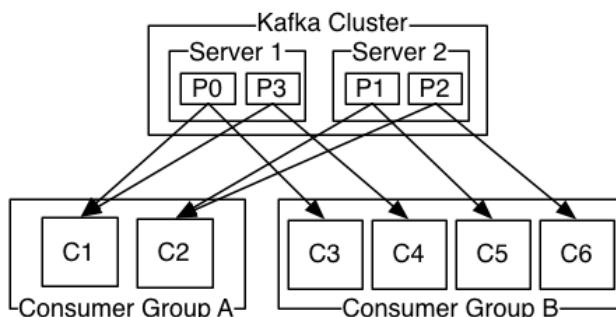 Kafka Cluster
Server 1 Server 2
P0 P3 P1 P2
C1 C2 C3 C4 C5 C6
Consumer Group A Consumer Group B